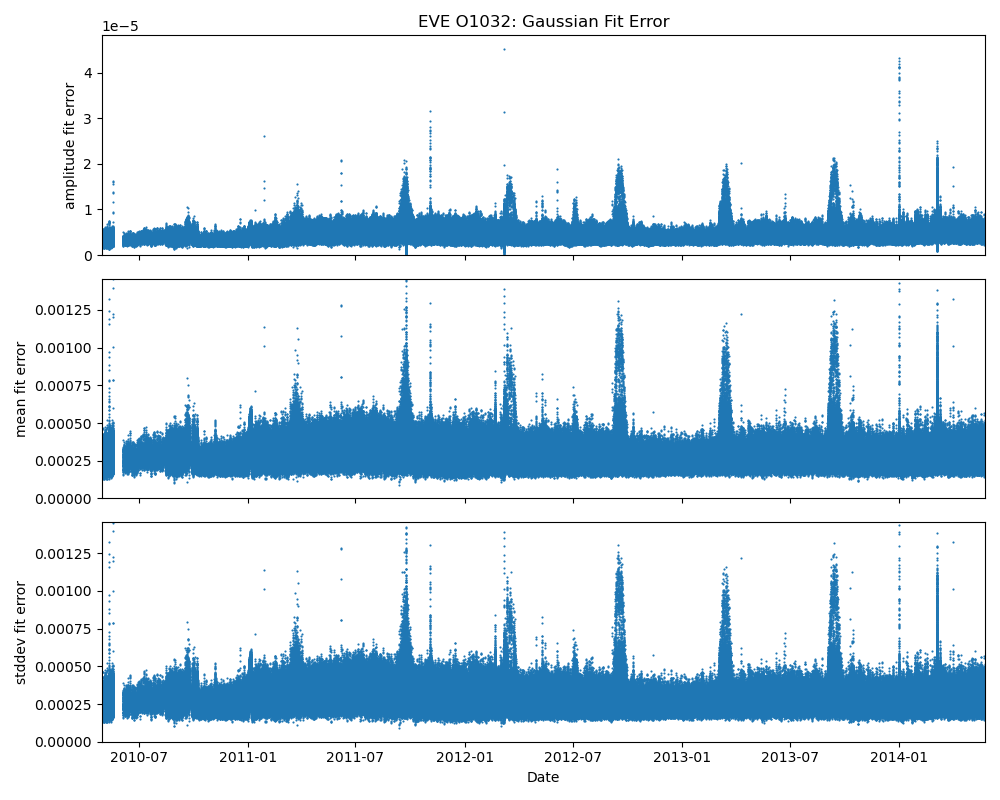 EVE O1032: Gaussian Fit Error
1e−5
4
3
2
1
0
amplitude fit error
0.00125
0.00100
0.00075
0.00050
0.00025
0.00000
mean fit error
0.00125
0.00100
0.00075
0.00050
0.00025
0.00000
stddev fit error
2010-07 2011-01 2011-07 2012-01 2012-07 2013-01 2013-07 2014-01
Date